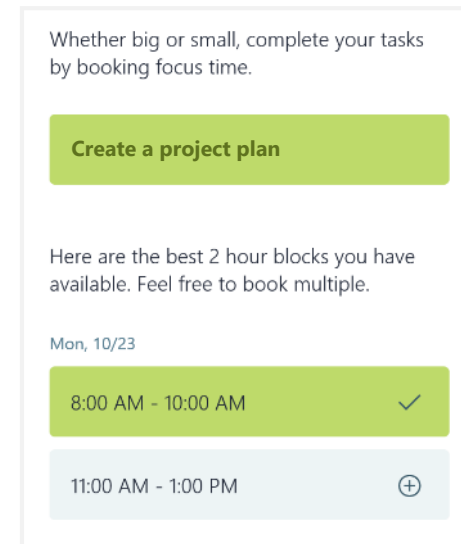 Whether big or small, complete your tasks
by booking focus time.
Create a project plan
Here are the best 2 hour blocks you have
available. Feel free to book multiple.
Mon, 10/23
8:00 AM - 10:00 AM
11:00 AM - 1:00 PM